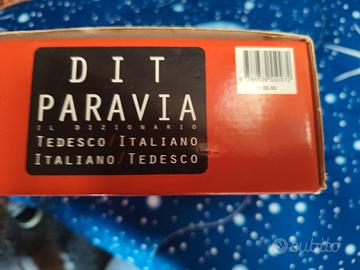 DIT
PARAVIA
IL DIZIONARIO
TEDESCO/ITALIANO
ITALIANO/TEDESCO
subito